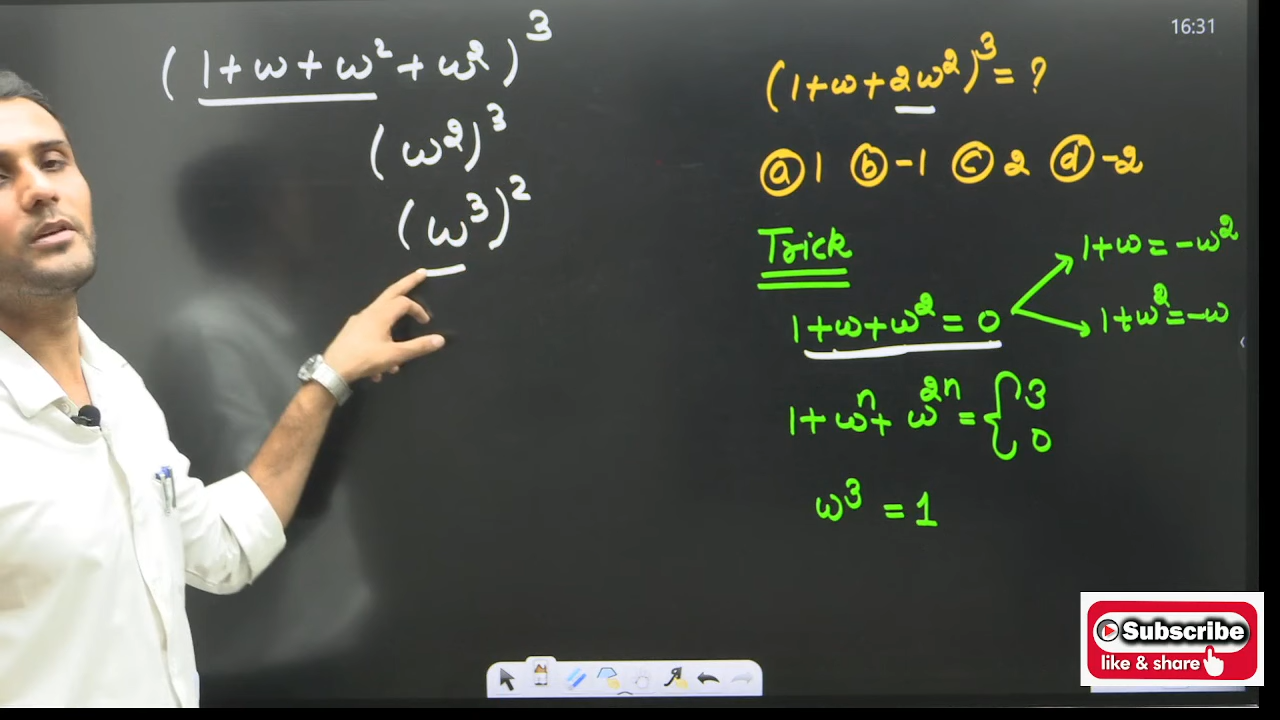 16:31
(1+ω+ω²+ω²)³
(ω²)³
(ω³)²
(1+ω+2ω²)³=?
ⓐ 1 ⓑ -1 ⓒ 2 ⓓ -2
Trick
1+ω+ω²=0
1+ω=-ω²
1+ω²=-ω
1+ωⁿ+ω²ⁿ={3
0
ω³=1
Subscribe
like & share